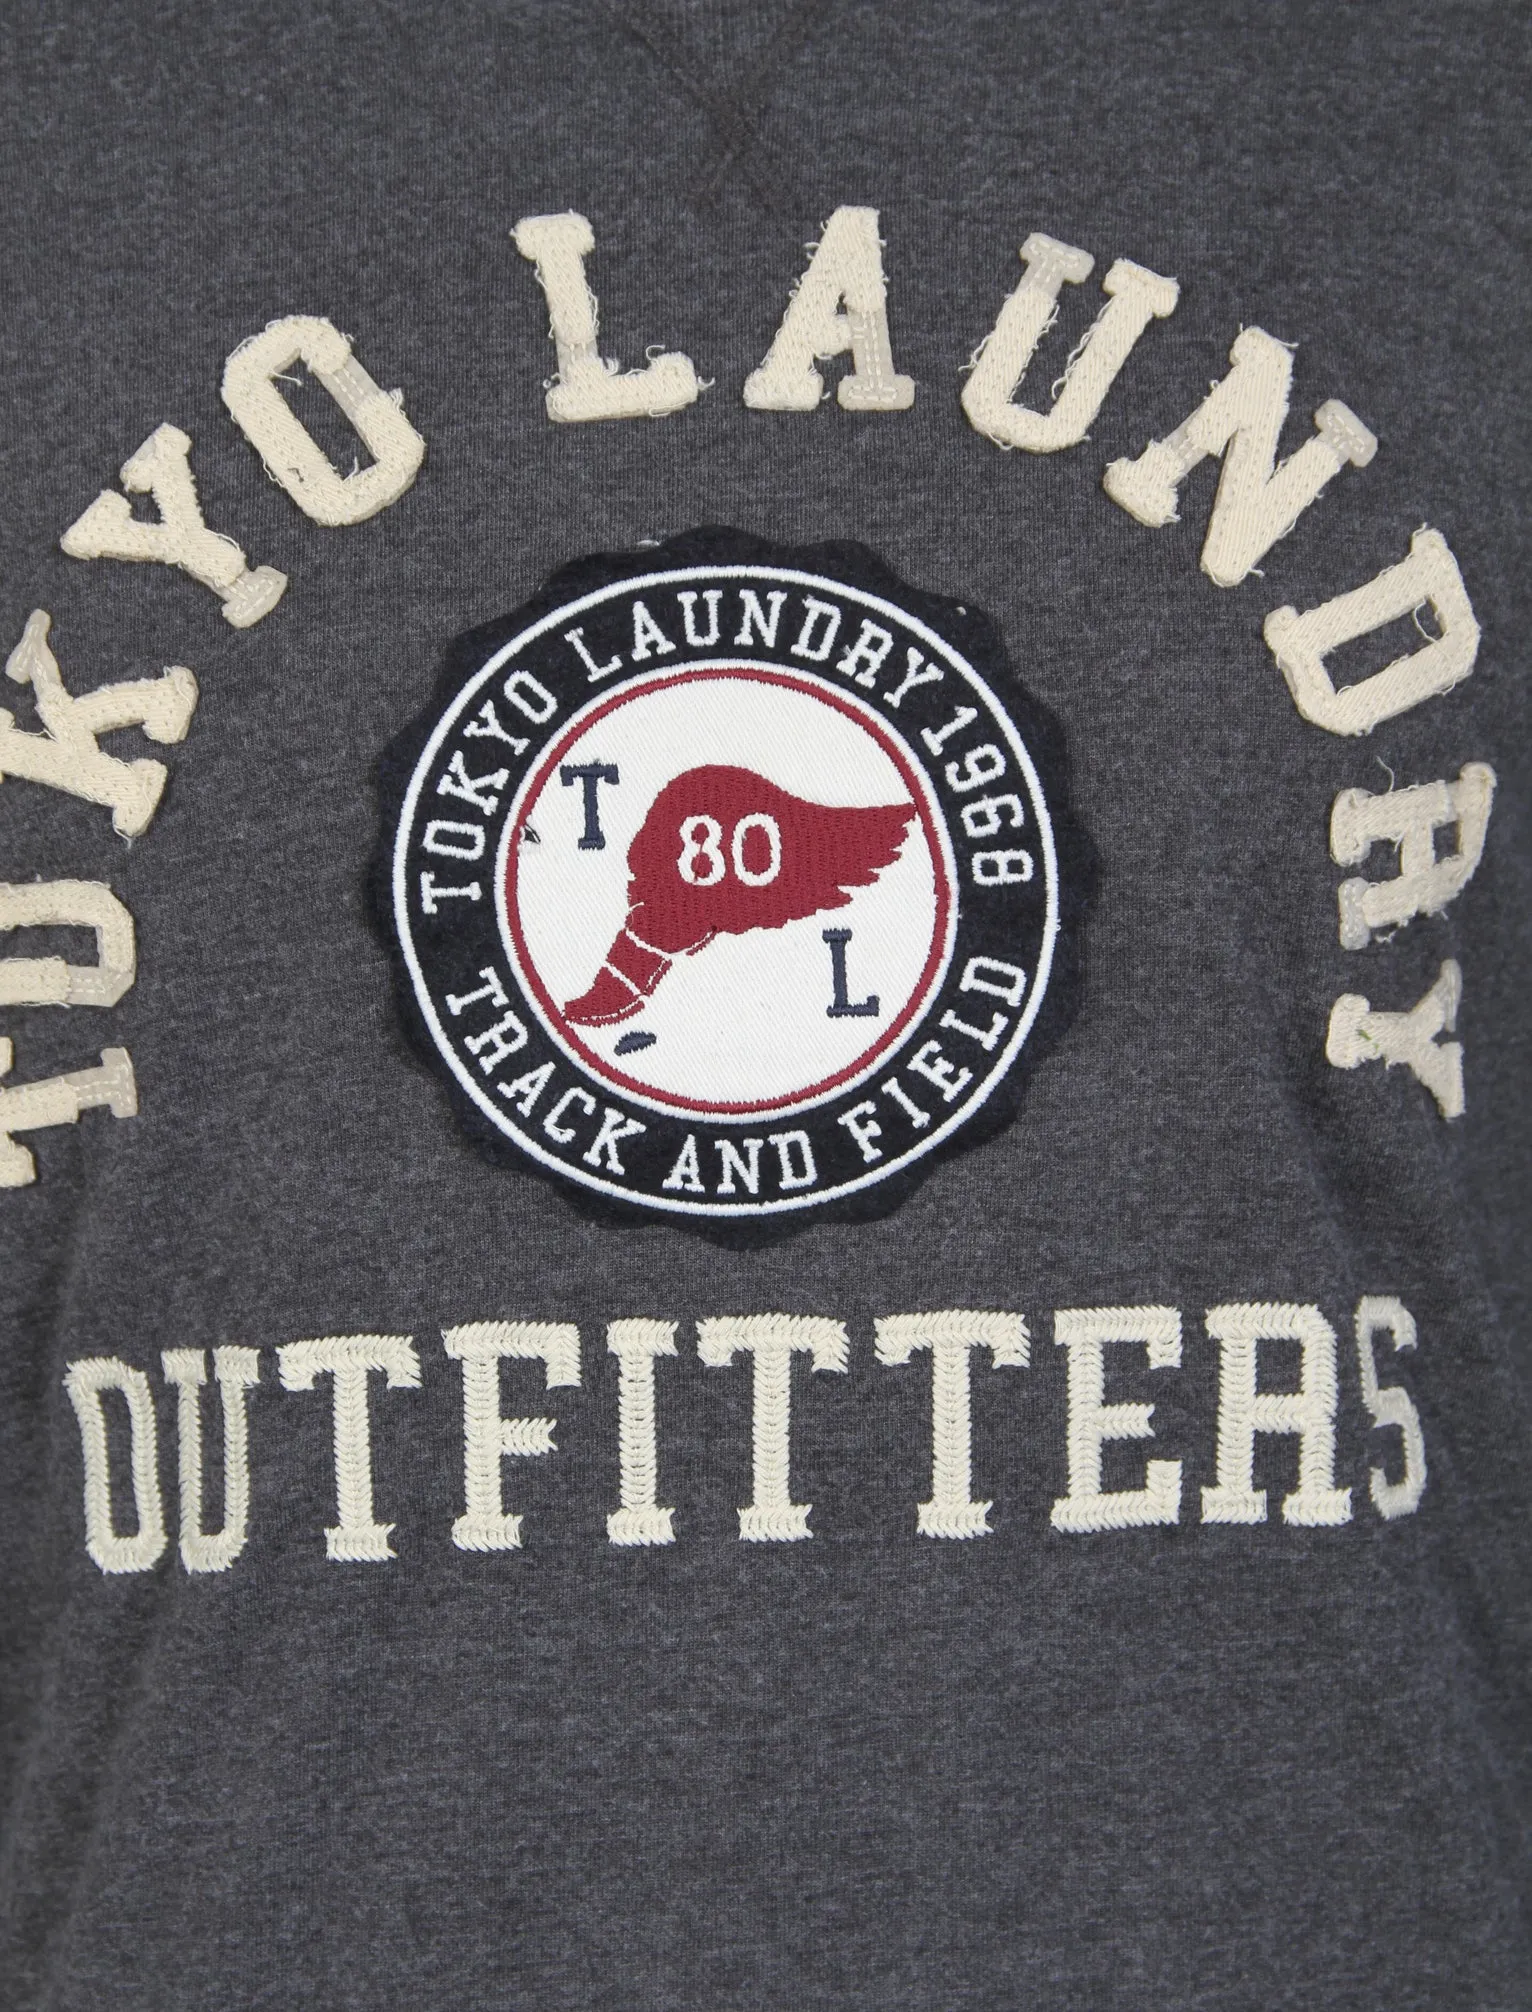 TOKYO LAUNDRY
TOKYO LAUNDRY 1968
T
80
L
TRACK AND FIELD
OUTFITTERS